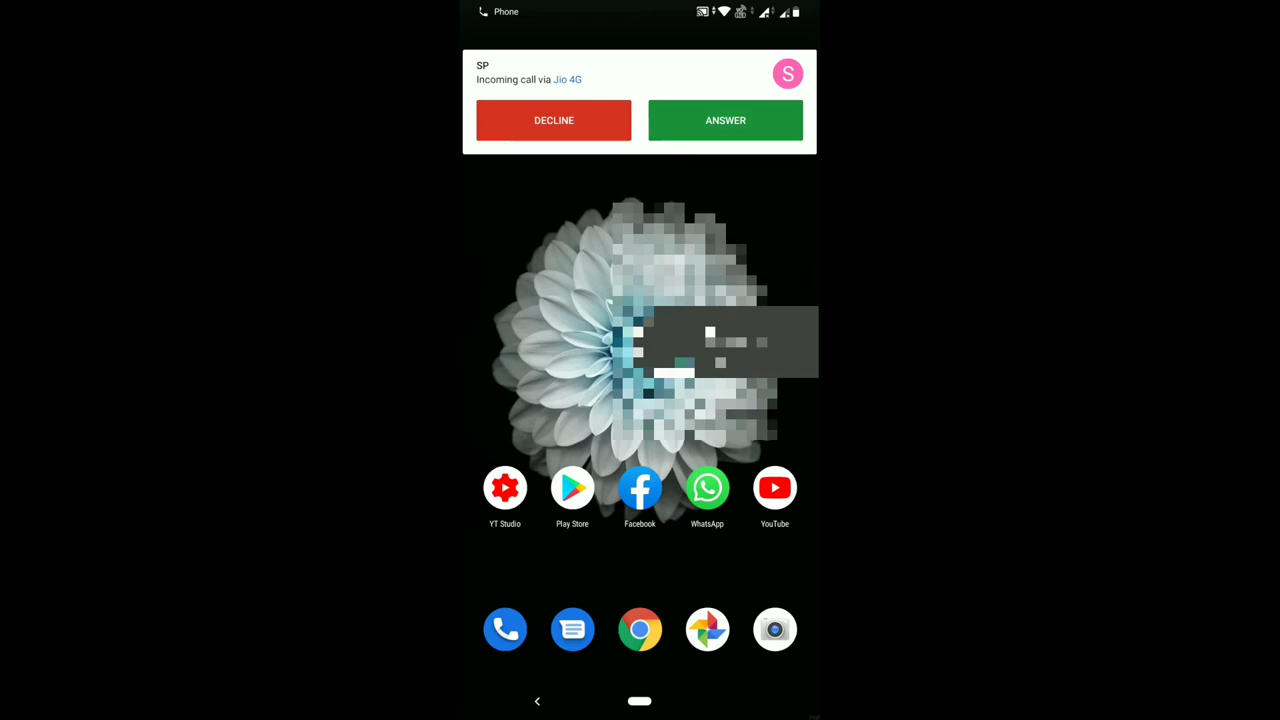 Phone
SP
Incoming call via Jio 4G
S
DECLINE
ANSWER
YT Studio
Play Store
Facebook
WhatsApp
YouTube